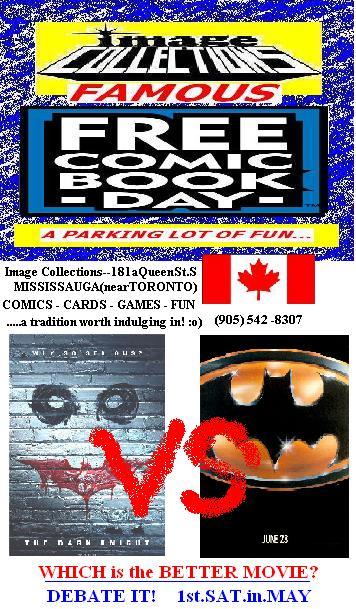 image
COLLECTIONS
FAMOUS
FREE
COMIC
BOOK
-DAY-
TM
A PARKING LOT OF FUN...
Image Collections--181aQueenSt.S
MISSISSAUGA(nearTORONTO)
COMICS - CARDS - GAMES - FUN
.....a tradition worth indulging in! :o)
(905) 542 -8307
WHY SO SERIOUS?
VS
THE DARK KNIGHT
JUNE 23
WHICH is the BETTER MOVIE?
DEBATE IT! 1st.SAT.in.MAY